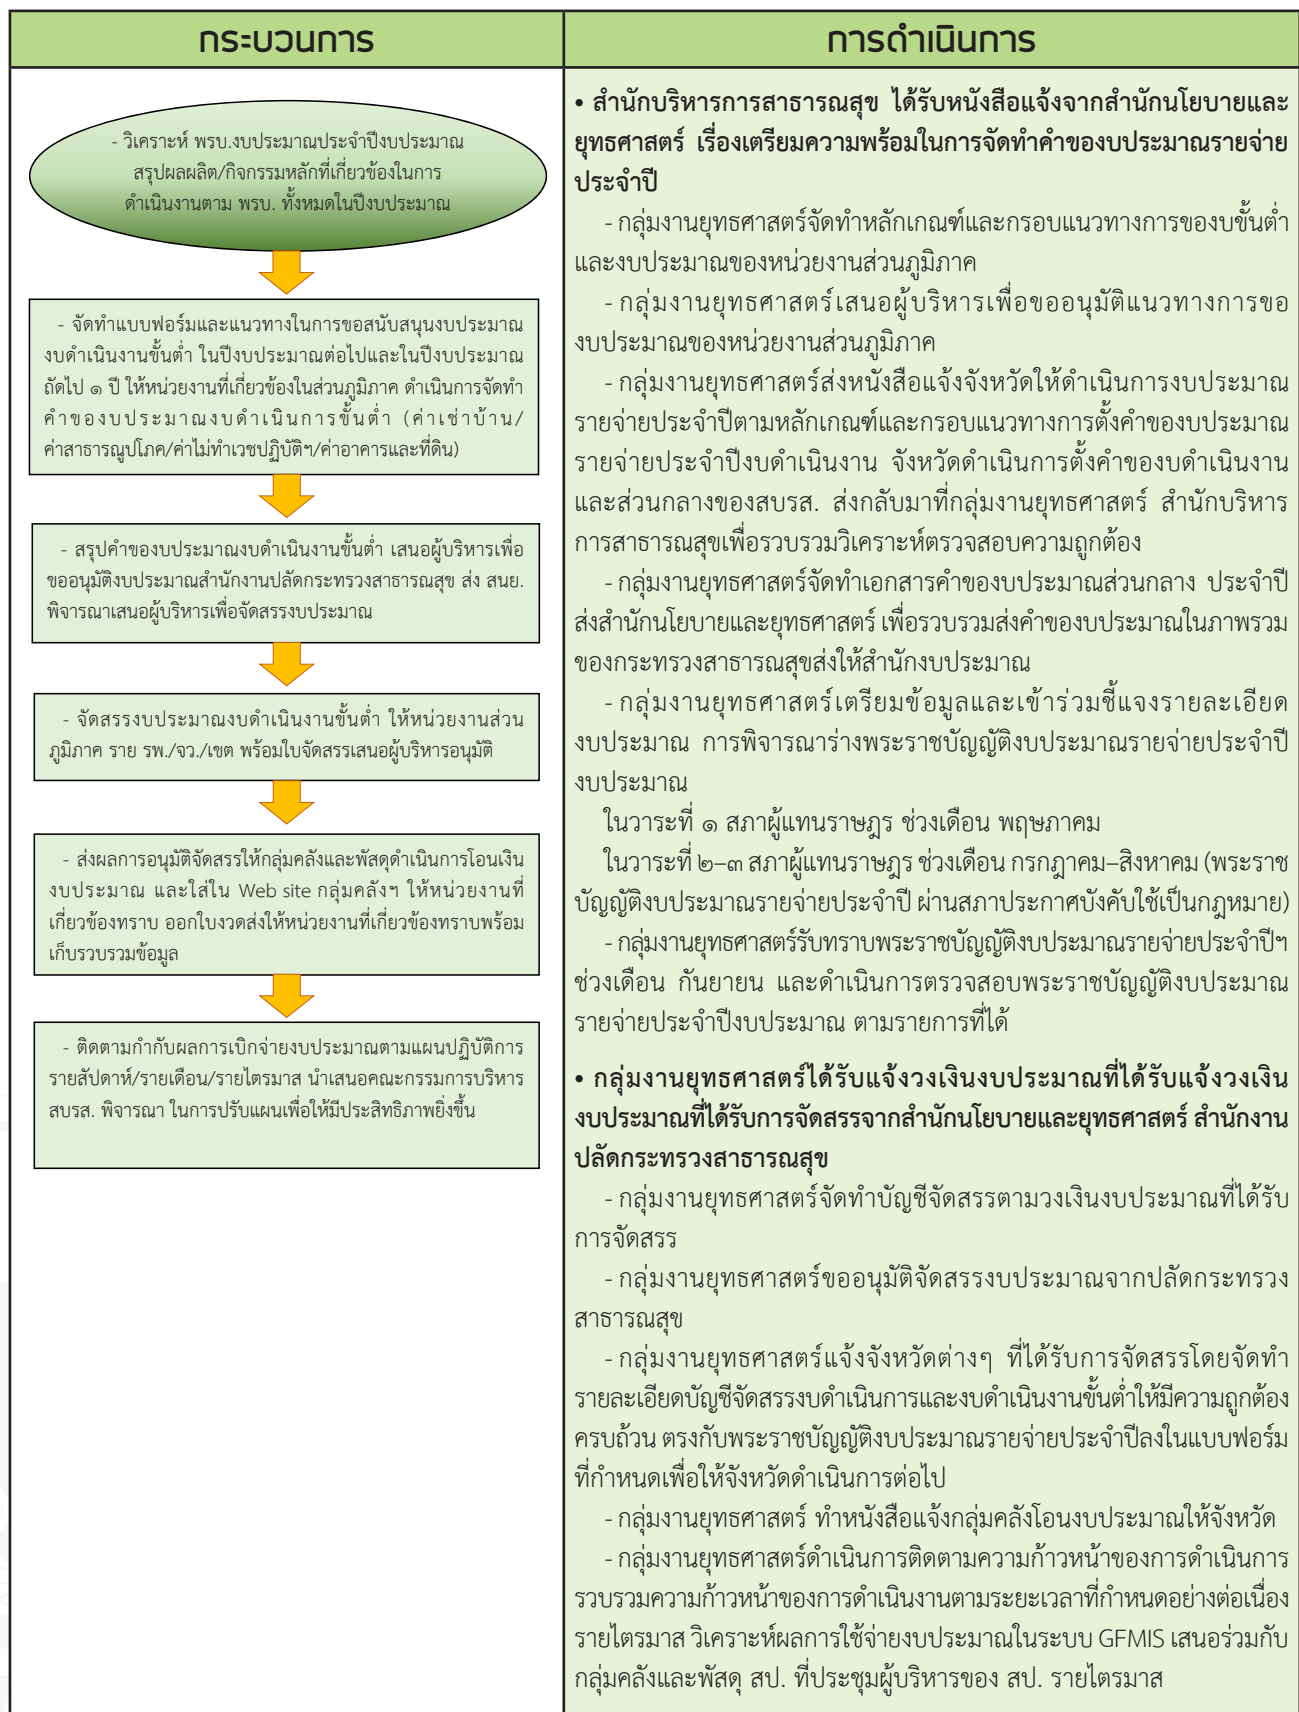 กระบวนการ
- วิเคราะห์ พรบ.งบประมาณประจำปีงบประมาณ
สรุปผลผลิต/กิจกรรมหลักที่เกี่ยวข้องในการ
ดำเนินงานตาม พรบ. ทั้งหมดในปีงบประมาณ
- จัดทำแบบฟอร์มและแนวทางในการขอสนับสนุนงบประมาณ
งบดำเนินงานขั้นต่ำ ในปีงบประมาณต่อไปและในปีงบประมาณ
ถัดไป ๑ ปี ให้หน่วยงานที่เกี่ยวข้องในส่วนภูมิภาค ดำเนินการจัดทำ
คำของบประมาณงบดำเนินการขั้นต่ำ (ค่าเช่าบ้าน/
ค่าสาธารณูปโภค/ค่าไม่ทำเวชปฏิบัติฯ/ค่าอาคารและที่ดิน)
- สรุปคำของบประมาณงบดำเนินงานขั้นต่ำ เสนอผู้บริหารเพื่อ
ขออนุมัติงบประมาณสำนักงานปลัดกระทรวงสาธารณสุข ส่ง สนย.
พิจารณาเสนอผู้บริหารเพื่อจัดสรรงบประมาณ
- จัดสรรงบประมาณงบดำเนินงานขั้นต่ำ ให้หน่วยงานส่วน
ภูมิภาค ราย รพ./จว./เขต พร้อมใบจัดสรรเสนอผู้บริหารอนุมัติ
- ส่งผลการอนุมัติจัดสรรให้กลุ่มคลังและพัสดุดำเนินการโอนเงิน
งบประมาณ และใส่ใน Web site กลุ่มคลังฯ ให้หน่วยงานที่
เกี่ยวข้องทราบ ออกใบงวดส่งให้หน่วยงานที่เกี่ยวข้องทราบพร้อม
เก็บรวบรวมข้อมูล
- ติดตามกำกับผลการเบิกจ่ายงบประมาณตามแผนปฏิบัติการ
รายสัปดาห์/รายเดือน/รายไตรมาส นำเสนอคณะกรรมการบริหาร
สบรส. พิจารณา ในการปรับแผนเพื่อให้มีประสิทธิภาพยิ่งขึ้น
การดำเนินการ
• สำนักบริหารการสาธารณสุข ได้รับหนังสือแจ้งจากสำนักนโยบายและ
ยุทธศาสตร์ เรื่องเตรียมความพร้อมในการจัดทำคำของบประมาณรายจ่าย
ประจำปี
- กลุ่มงานยุทธศาสตร์จัดทำหลักเกณฑ์และกรอบแนวทางการของบขั้นต่ำ
และงบประมาณของหน่วยงานส่วนภูมิภาค
- กลุ่มงานยุทธศาสตร์เสนอผู้บริหารเพื่อขออนุมัติแนวทางการขอ
งบประมาณของหน่วยงานส่วนภูมิภาค
- กลุ่มงานยุทธศาสตร์ส่งหนังสือแจ้งจังหวัดให้ดำเนินการงบประมาณ
รายจ่ายประจำปีตามหลักเกณฑ์และกรอบแนวทางการตั้งคำของบประมาณ
รายจ่ายประจำปีงบดำเนินงาน จังหวัดดำเนินการตั้งคำของบดำเนินงาน
และส่วนกลางของสบรส. ส่งกลับมาที่กลุ่มงานยุทธศาสตร์ สำนักบริหาร
การสาธารณสุขเพื่อรวบรวมวิเคราะห์ตรวจสอบความถูกต้อง
- กลุ่มงานยุทธศาสตร์จัดทำเอกสารคำของบประมาณส่วนกลาง ประจำปี
ส่งสำนักนโยบายและยุทธศาสตร์ เพื่อรวบรวมส่งคำของบประมาณในภาพรวม
ของกระทรวงสาธารณสุขส่งให้สำนักงบประมาณ
- กลุ่มงานยุทธศาสตร์เตรียมข้อมูลและเข้าร่วมชี้แจงรายละเอียด
งบประมาณ การพิจารณาร่างพระราชบัญญัติงบประมาณรายจ่ายประจำปี
งบประมาณ
ในวาระที่ ๑ สภาผู้แทนราษฎร ช่วงเดือน พฤษภาคม
ในวาระที่ ๒–๓ สภาผู้แทนราษฎร ช่วงเดือน กรกฎาคม–สิงหาคม (พระราช
บัญญัติงบประมาณรายจ่ายประจำปี ผ่านสภาประกาศบังคับใช้เป็นกฎหมาย)
- กลุ่มงานยุทธศาสตร์รับทราบพระราชบัญญัติงบประมาณรายจ่ายประจำปีฯ
ช่วงเดือน กันยายน และดำเนินการตรวจสอบพระราชบัญญัติงบประมาณ
รายจ่ายประจำปีงบประมาณ ตามรายการที่ได้
• กลุ่มงานยุทธศาสตร์ได้รับแจ้งวงเงินงบประมาณที่ได้รับแจ้งวงเงิน
งบประมาณที่ได้รับการจัดสรรจากสำนักนโยบายและยุทธศาสตร์ สำนักงาน
ปลัดกระทรวงสาธารณสุข
- กลุ่มงานยุทธศาสตร์จัดทำบัญชีจัดสรรตามวงเงินงบประมาณที่ได้รับ
การจัดสรร
- กลุ่มงานยุทธศาสตร์ขออนุมัติจัดสรรงบประมาณจากปลัดกระทรวง
สาธารณสุข
- กลุ่มงานยุทธศาสตร์แจ้งจังหวัดต่างๆ ที่ได้รับการจัดสรรโดยจัดทำ
รายละเอียดบัญชีจัดสรรงบดำเนินการและงบดำเนินงานขั้นต่ำให้มีความถูกต้อง
ครบถ้วน ตรงกับพระราชบัญญัติงบประมาณรายจ่ายประจำปีลงในแบบฟอร์ม
ที่กำหนดเพื่อให้จังหวัดดำเนินการต่อไป
- กลุ่มงานยุทธศาสตร์ ทำหนังสือแจ้งกลุ่มคลังโอนงบประมาณให้จังหวัด
- กลุ่มงานยุทธศาสตร์ดำเนินการติดตามความก้าวหน้าของการดำเนินการ
รวบรวมความก้าวหน้าของการดำเนินงานตามระยะเวลาที่กำหนดอย่างต่อเนื่อง
รายไตรมาส วิเคราะห์ผลการใช้จ่ายงบประมาณในระบบ GFMIS เสนอร่วมกับ
กลุ่มคลังและพัสดุ สป. ที่ประชุมผู้บริหารของ สป. รายไตรมาส